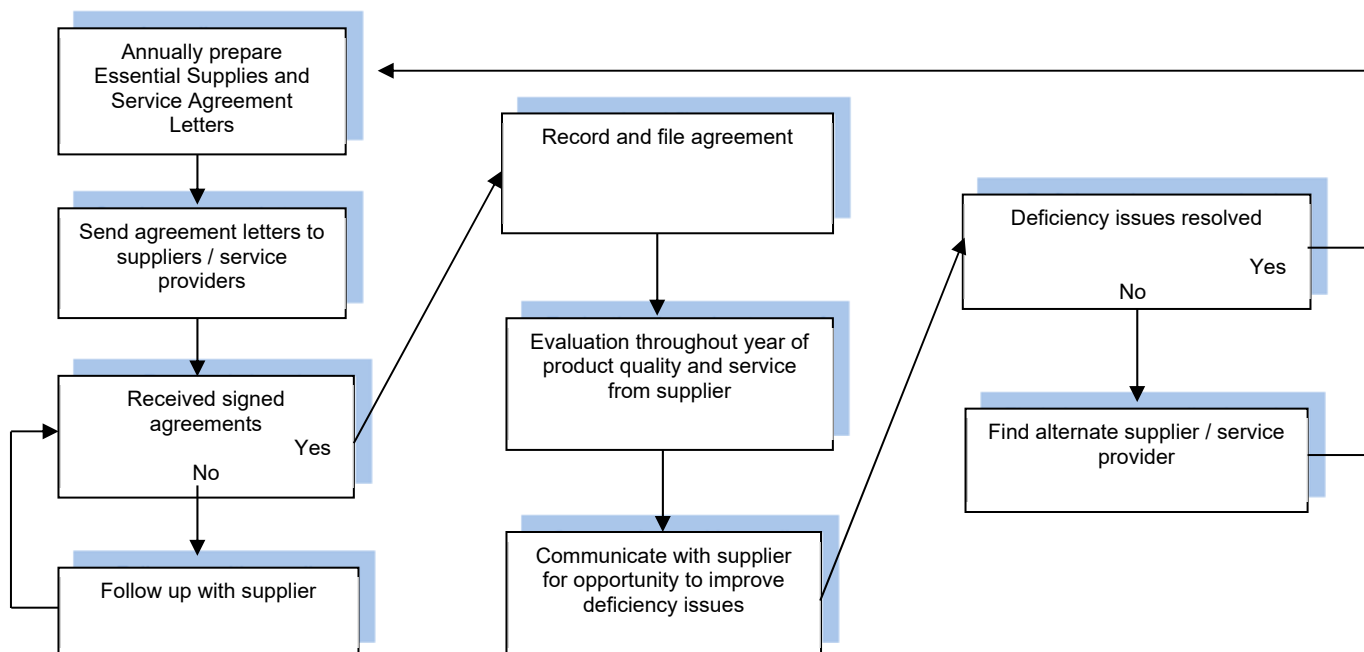 Annually prepare
Essential Supplies and
Service Agreement
Letters
Send agreement letters to
suppliers / service
providers
Received signed
agreements
Yes
No
Follow up with supplier
Record and file agreement
Evaluation throughout year of
product quality and service
from supplier
Communicate with supplier
for opportunity to improve
deficiency issues
Deficiency issues resolved
Yes
No
Find alternate supplier / service
provider